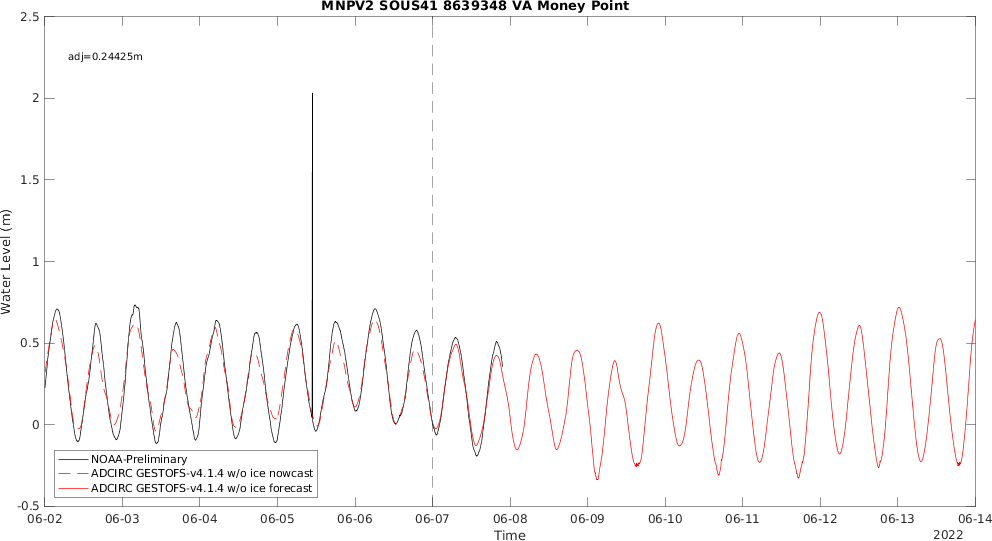 MNPV2 SOUS41 8639348 VA Money Point
2.5
adj=0.24425m
2
1.5
1
0.5
0
-0.5
Water Level (m)
NOAA-Preliminary
ADCIRC GESTOFS-v4.1.4 w/o ice nowcast
ADCIRC GESTOFS-v4.1.4 w/o ice forecast
06-02 06-03 06-04 06-05 06-06 06-07 06-08 06-09 06-10 06-11 06-12 06-13 06-14
Time
2022